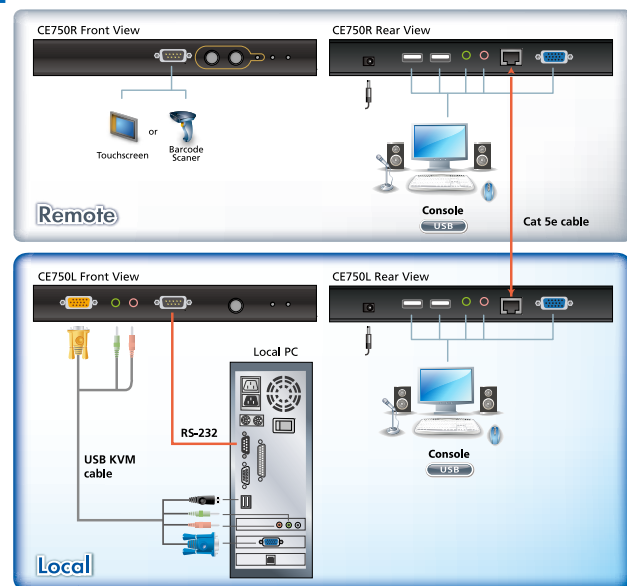 CE750R Front View
CE750R Rear View
Touchscreen
or
Barcode
Scaner
Console
USB
Cat 5e cable
Remote
CE750L Front View
CE750L Rear View
Local PC
RS-232
USB KVM
cable
Console
USB
Local